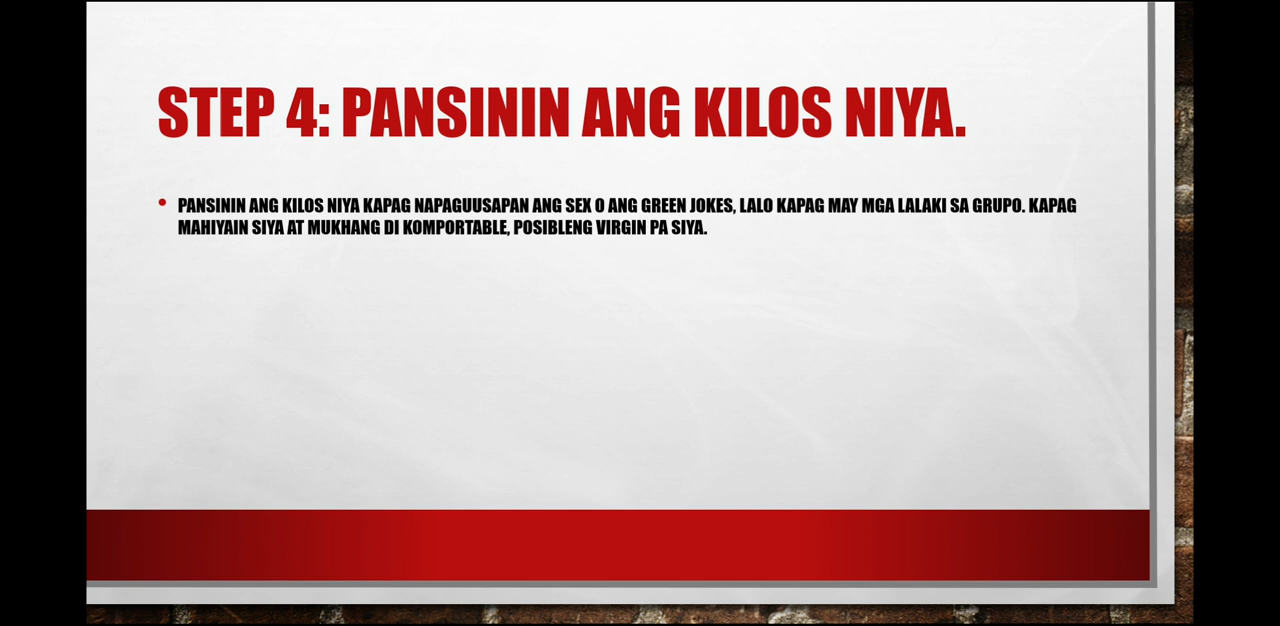 STEP 4: PANSININ ANG KILOS NIYA.
• PANSININ ANG KILOS NIYA KAPAG NAPAGUUSAPAN ANG SEX O ANG GREEN JOKES, LALO KAPAG MAY MGA LALAKI SA GRUPO. KAPAG
MAHIYAIN SIYA AT MUKHANG DI KOMPORTABLE, POSIBLENG VIRGIN PA SIYA.